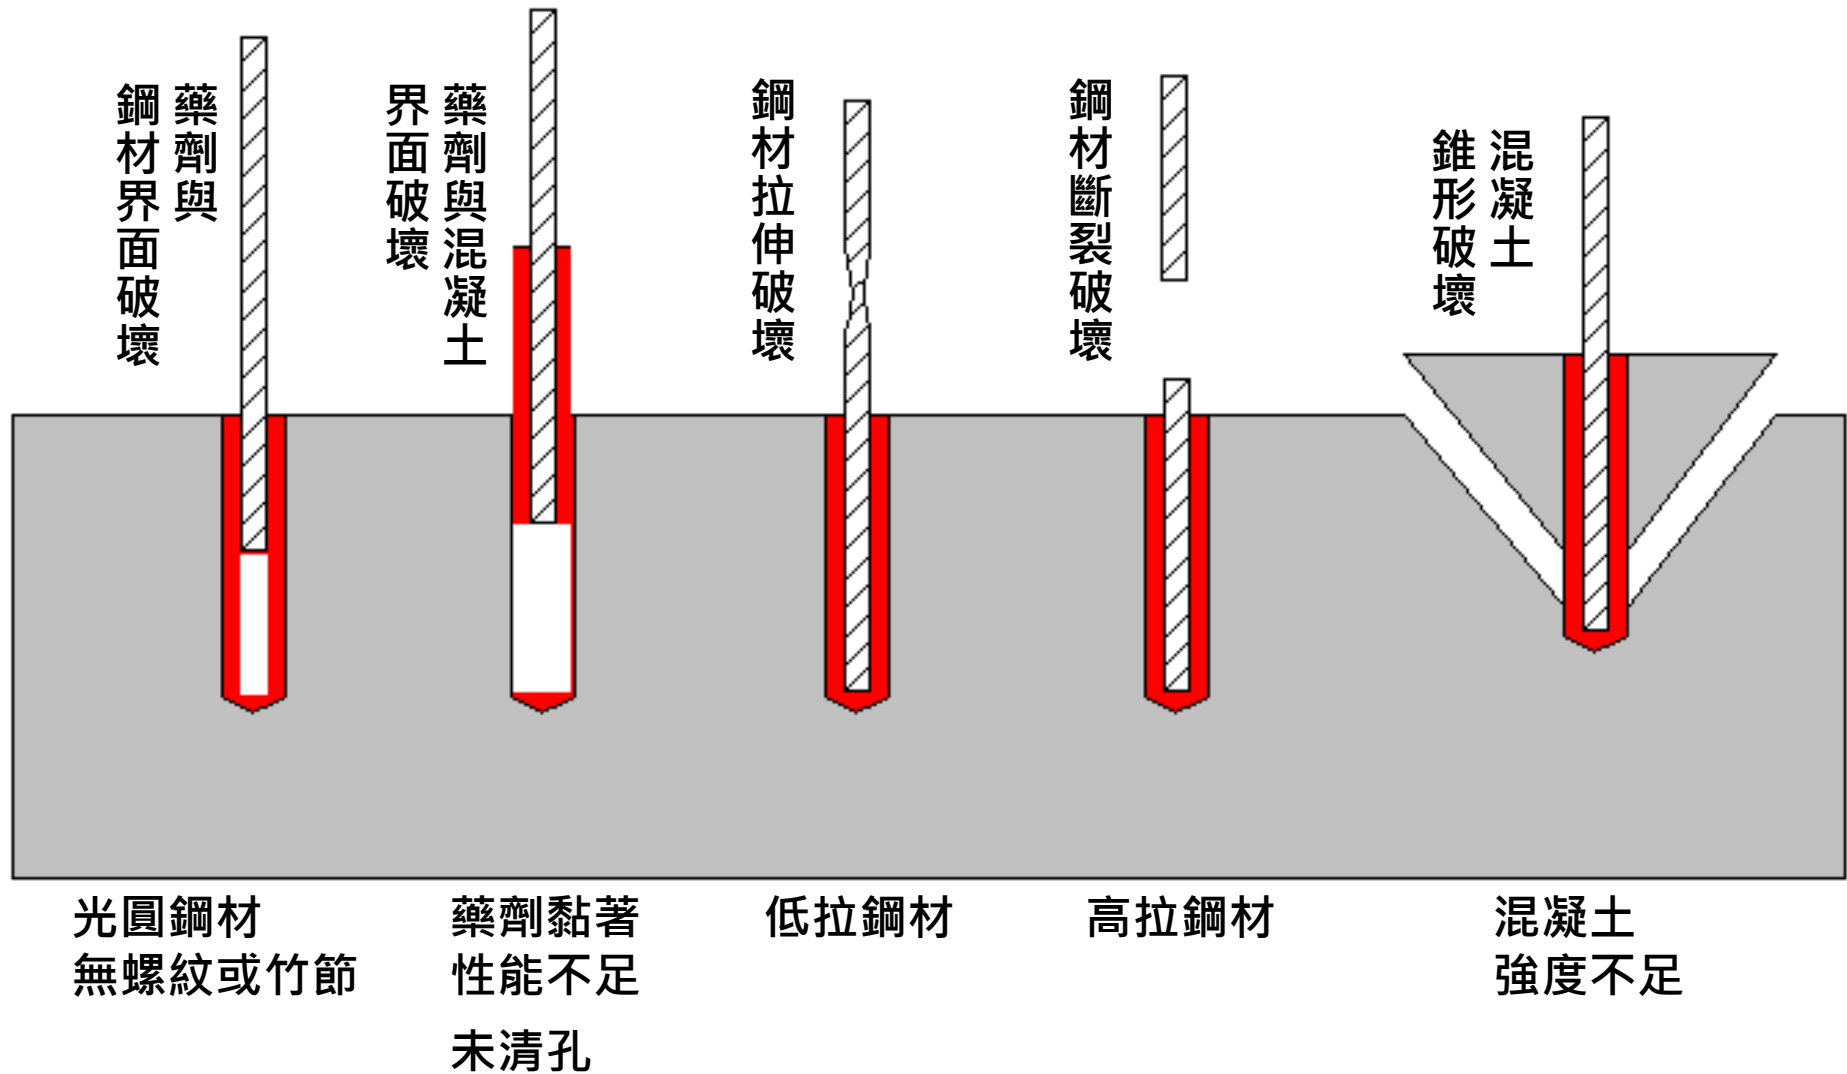 藥劑與
鋼材界面破壞
藥劑與混凝土
界面破壞
鋼材拉伸破壞
鋼材斷裂破壞
混凝土
錐形破壞
光圓鋼材
無螺紋或竹節
藥劑黏著
性能不足
未清孔
低拉鋼材
高拉鋼材
混凝土
強度不足